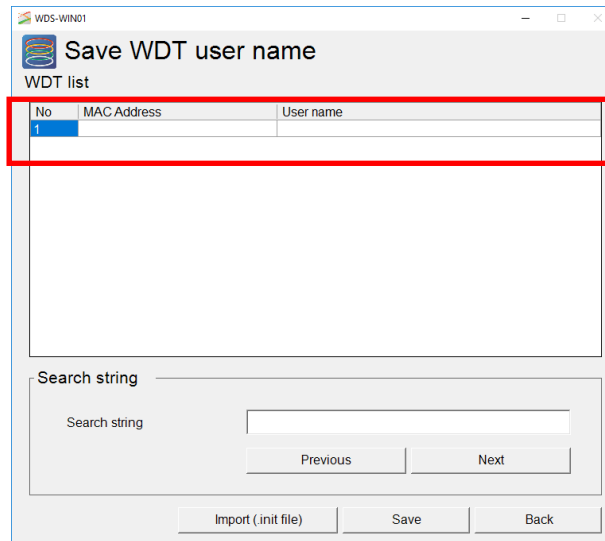 WDS-WIN01
Save WDT user name
WDT list
No MAC Address User name
1
Search string
Search string
Previous Next
Import (.init file) Save Back